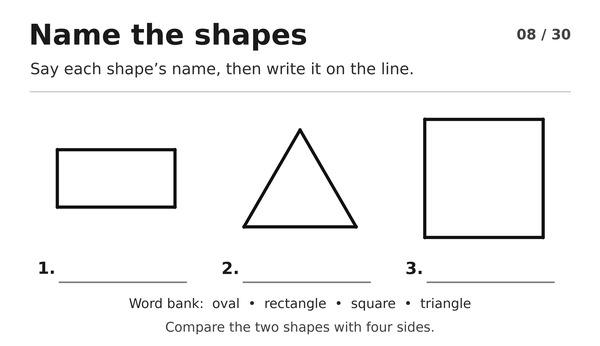 Name the shapes
08 / 30
Say each shape’s name, then write it on the line.
1.
2.
3.
Word bank: oval • rectangle • square • triangle
Compare the two shapes with four sides.